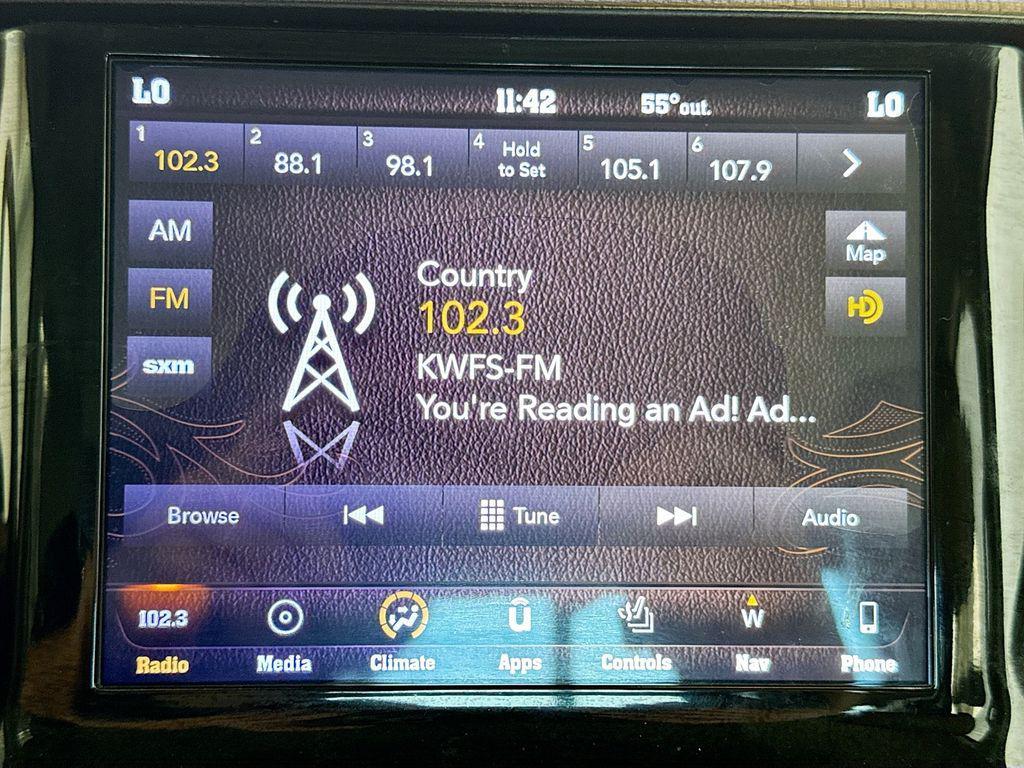 LO 11:42 55° out. LO
1 102.3 2 88.1 3 98.1 4 Hold to Set 5 105.1 6 107.9
AM
Map
Country
FM
102.3
HD
sxm
KWFS-FM
You're Reading an Ad! Ad...
Browse Tune Audio
102.3 W
Radio Media Climate Apps Controls Nav Phone